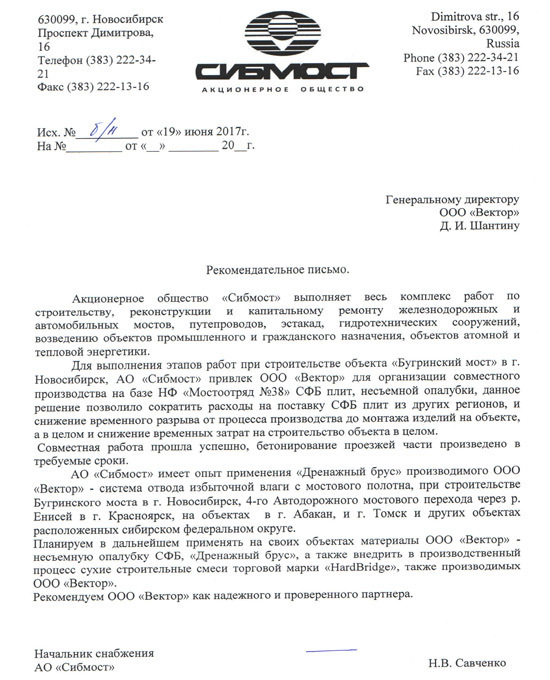 630099, г. Новосибирск
Проспект Димитрова,
16
Телефон (383) 222-34-
21
Факс (383) 222-13-16
СИБМОСТ
АКЦИОНЕРНОЕ ОБЩЕСТВО
Dimitrova str., 16
Novosibirsk, 630099,
Russia
Phone (383) 222-34-21
Fax (383) 222-13-16
Исх. №б/н от «19» июня 2017г.
На №__________ от «__» _________ 20__г.
Генеральному директору
ООО «Вектор»
Д. И. Шантину
Рекомендательное письмо.
Акционерное общество «Сибмост» выполняет весь комплекс работ по
строительству, реконструкции и капитальному ремонту железнодорожных и
автомобильных мостов, путепроводов, эстакад, гидротехнических сооружений,
возведению объектов промышленного и гражданского назначения, объектов атомной и
тепловой энергетики.
Для выполнения этапов работ при строительстве объекта «Бугринский мост» в г.
Новосибирск, АО «Сибмост» привлек ООО «Вектор» для организации совместного
производства на базе НФ «Мостоотряд №38» СФБ плит, несъемной опалубки, данное
решение позволило сократить расходы на поставку СФБ плит из других регионов, и
снижение временного разрыва от процесса производства до монтажа изделий на объекте,
а в целом и снижение временных затрат на строительство объекта в целом.
Совместная работа прошла успешно, бетонирование проезжей части произведено в
требуемые сроки.
АО «Сибмост» имеет опыт применения «Дренажный брус» производимого ООО
«Вектор» - система отвода избыточной влаги с мостового полотна, при строительстве
Бугринского моста в г. Новосибирск, 4-го Автодорожного мостового перехода через р.
Енисей в г. Красноярск, на объектах в г. Абакан, и г. Томск и других объектах
расположенных сибирском федеральном округе.
Планируем в дальнейшем применять на своих объектах материалы ООО «Вектор» -
несъемную опалубку СФБ, «Дренажный брус», а также внедрить в производственный
процесс сухие строительные смеси торговой марки «HardBridge», также производимых
ООО «Вектор».
Рекомендуем ООО «Вектор» как надежного и проверенного партнера.
Начальник снабжения
АО «Сибмост»
Н.В. Савченко